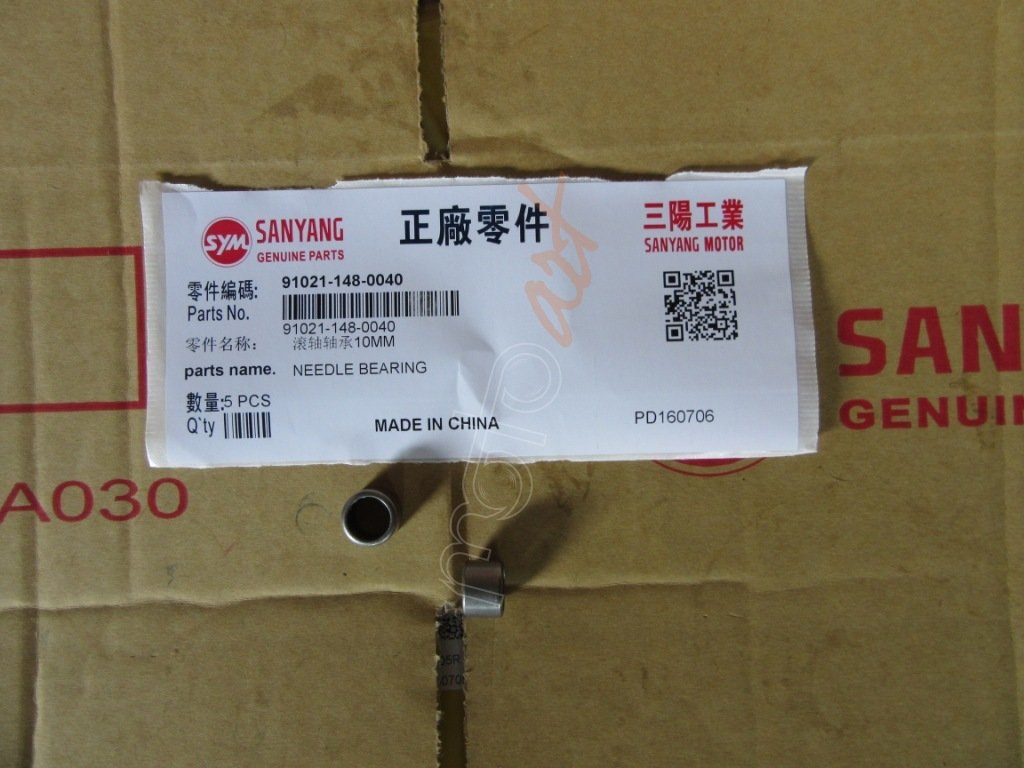 SYM SANYANG
GENUINE PARTS
正廠零件
三陽工業
SANYANG MOTOR
零件編碼: 91021-148-0040
Parts No.
91021-148-0040
零件名称: 滚轴轴承10MM
parts name. NEEDLE BEARING
數量:5 PCS
Q`ty
MADE IN CHINA
PD160706
SAN
GENUIN
A030